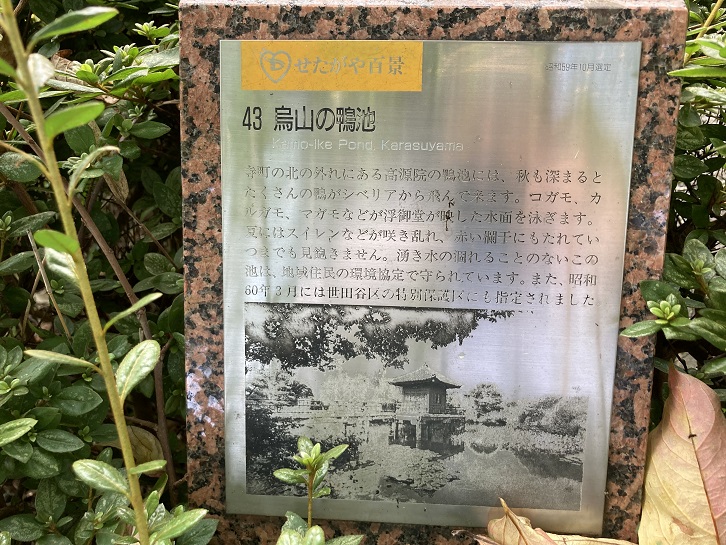 せたがや百景
昭和59年10月選定
43 烏山の鴨池
Kamo-ike Pond, Karasuyama
寺町の北の外れにある高源院の鴨池には、秋も深まると
たくさんの鴨がシベリアから飛んで来ます。コガモ、カ
ルガモ、マガモなどが浮御堂が映した水面を泳ぎます。
夏にはスイレンなどが咲き乱れ、赤い欄干にもたれてい
つまでも見飽きません。湧き水の涸れることのないこの
池は、地域住民の環境協定で守られています。また、昭和
60年3月には世田谷区の特別保護区にも指定されました